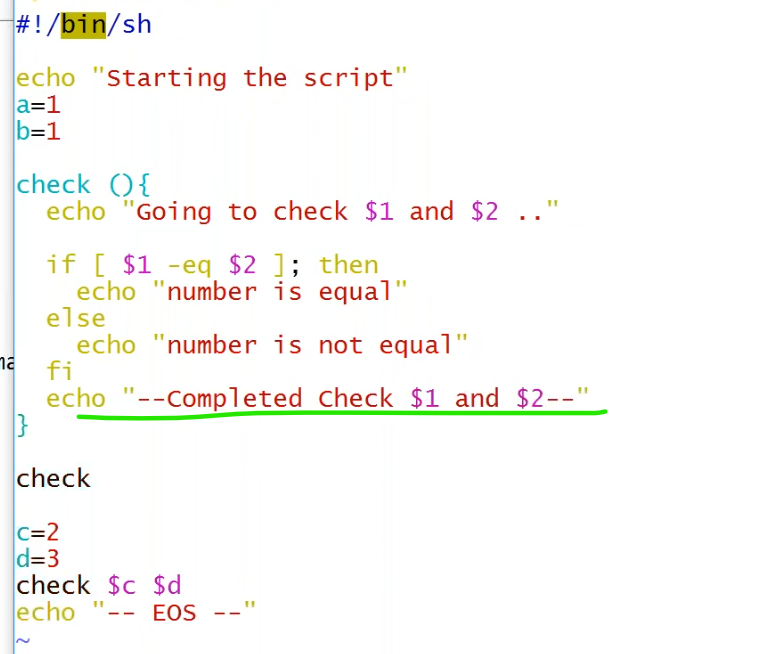 #!/bin/sh
echo "Starting the script"
a=1
b=1
check (){
echo "Going to check $1 and $2 .."
if [ $1 -eq $2 ]; then
echo "number is equal"
else
echo "number is not equal"
fi
echo "--Completed Check $1 and $2--"
}
check
c=2
d=3
check $c $d
echo "-- EOS --"
~